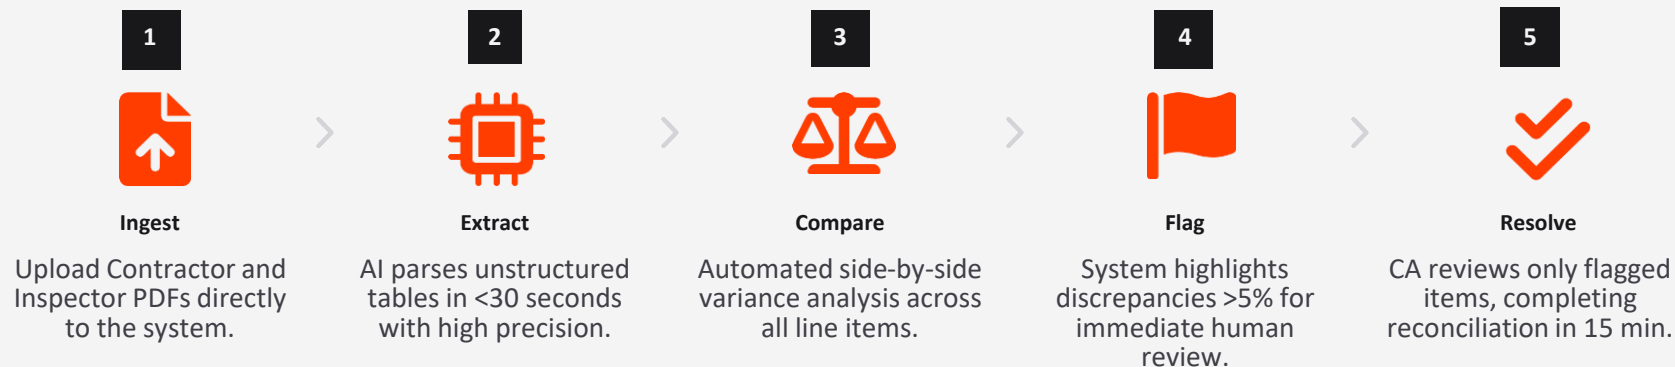 1
Ingest
Upload Contractor and
Inspector PDFs directly
to the system.
2
Extract
AI parses unstructured
tables in <30 seconds
with high precision.
3
Compare
Automated side-by-side
variance analysis across
all line items.
4
Flag
System highlights
discrepancies >5% for
immediate human
review.
5
Resolve
CA reviews only flagged
items, completing
reconciliation in 15 min.